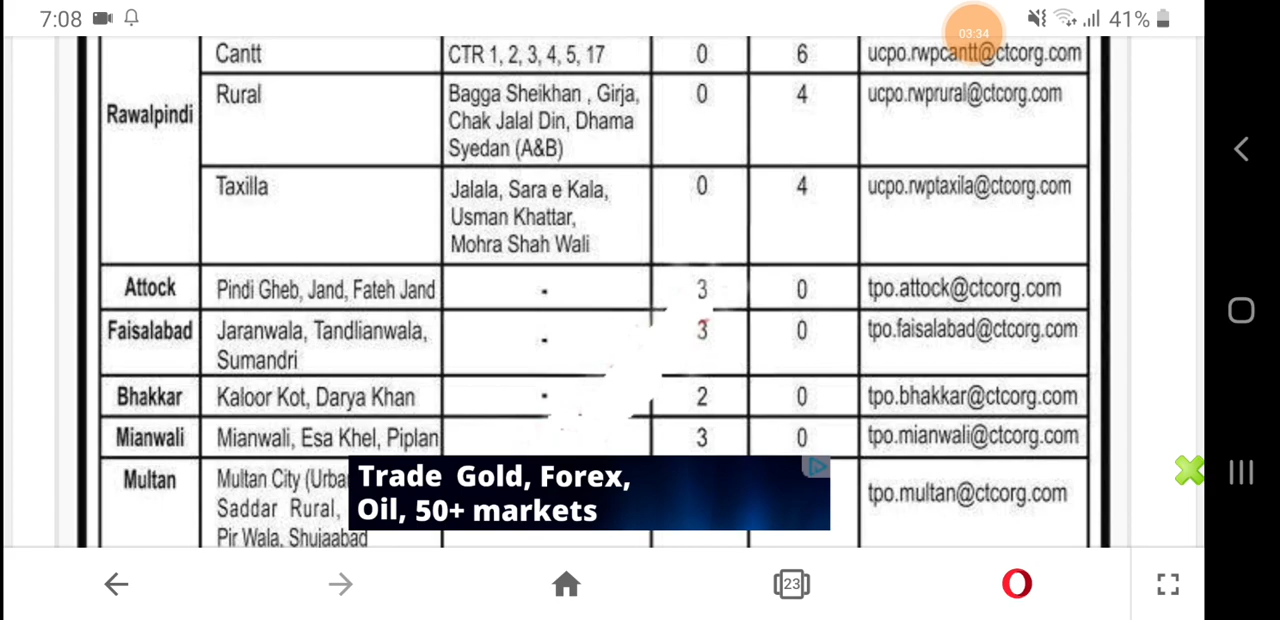 7:08 03:34 41%
Cantt CTR 1, 2, 3, 4, 5, 17 0 6 ucpo.rwpcantt@ctcorg.com
Rawalpindi
Rural Bagga Sheikhan , Girja, 0 4 ucpo.rwprural@ctcorg.com
Chak Jalal Din, Dhama
Syedan (A&B)
Taxilla Jalala, Sara e Kala, 0 4 ucpo.rwptaxila@ctcorg.com
Usman Khattar,
Mohra Shah Wali
Attock Pindi Gheb, Jand, Fateh Jand - 3 0 tpo.attock@ctcorg.com
Faisalabad Jaranwala, Tandlianwala, - 3 0 tpo.faisalabad@ctcorg.com
Sumandri
Bhakkar Kaloor Kot, Darya Khan - 2 0 tpo.bhakkar@ctcorg.com
Mianwali Mianwali, Esa Khel, Piplan 3 0 tpo.mianwali@ctcorg.com
Multan Multan City (Urba tpo.multan@ctcorg.com
Saddar Rural,
Pir Wala, Shujaabad
Trade Gold, Forex,
Oil, 50+ markets
23